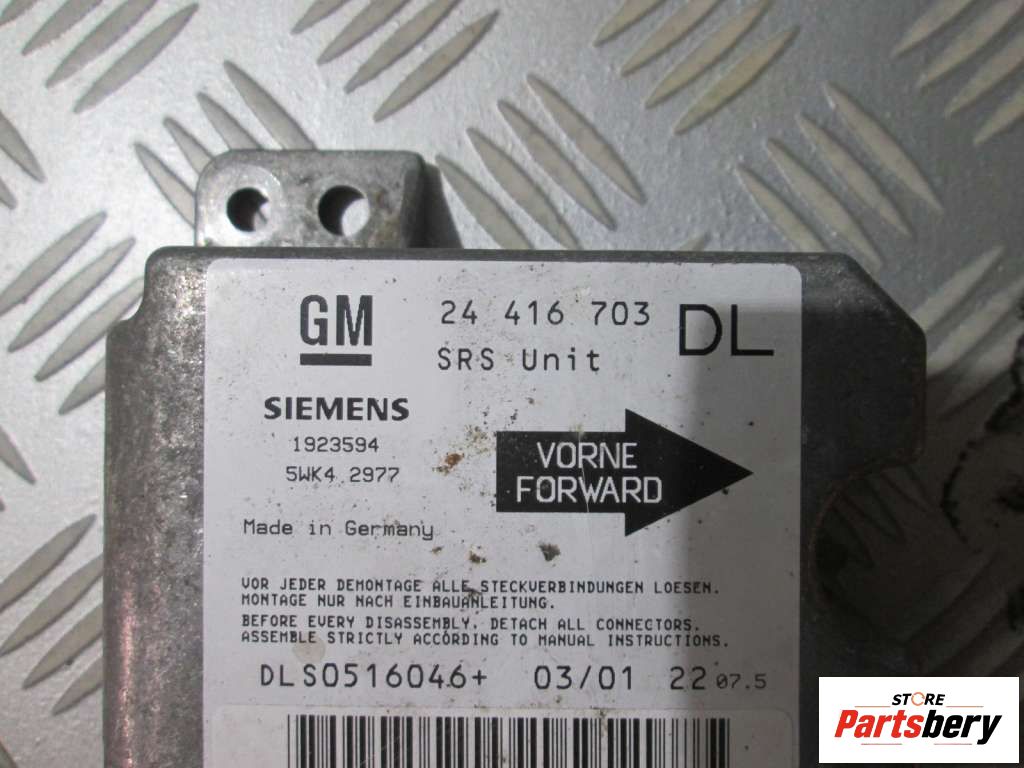 GM
24 416 703
DL
SRS Unit
SIEMENS
1923594
5WK4 2977
VORNE
FORWARD
Made in Germany
VOR JEDER DEMONTAGE ALLE STECKVERBINDUNGEN LOESEN.
MONTAGE NUR NACH EINBAUANLEITUNG.
BEFORE EVERY DISASSEMBLY. DETACH ALL CONNECTORS.
ASSEMBLE STRICTLY ACCORDING TO MANUAL INSTRUCTIONS.
DLS0516046+ 03/01 22 07.5
STORE
Partsbery